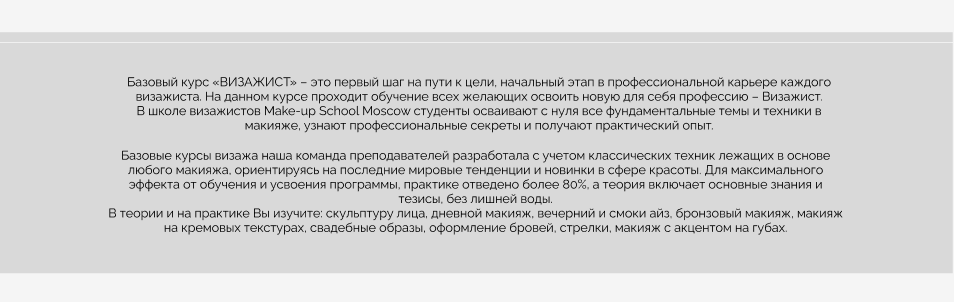 Базовый курс «ВИЗАЖИСТ» – это первый шаг на пути к цели, начальный этап в профессиональной карьере каждого
визажиста. На данном курсе проходит обучение всех желающих освоить новую для себя профессию – Визажист.
В школе визажистов Make-up School Moscow студенты осваивают с нуля все фундаментальные темы и техники в
макияже, узнают профессиональные секреты и получают практический опыт.
Базовые курсы визажа наша команда преподавателей разработала с учетом классических техник лежащих в основе
любого макияжа, ориентируясь на последние мировые тенденции и новинки в сфере красоты. Для максимального
эффекта от обучения и усвоения программы, практике отведено более 80%, а теория включает основные знания и
тезисы, без лишней воды.
В теории и на практике Вы изучите: скульптуру лица, дневной макияж, вечерний и смоки айз, бронзовый макияж, макияж
на кремовых текстурах, свадебные образы, оформление бровей, стрелки, макияж с акцентом на губах.